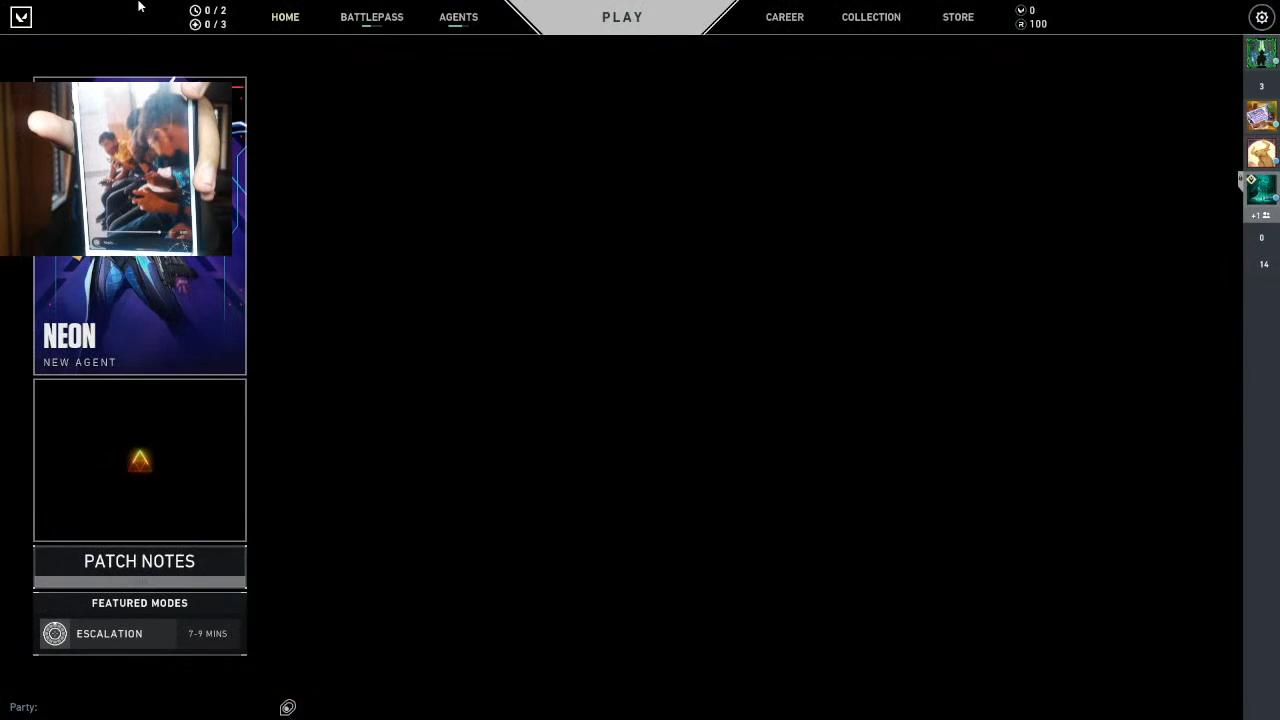 0 / 2
0 / 3
HOME
BATTLEPASS
AGENTS
PLAY
CAREER
COLLECTION
STORE
0
100
3
+1
0
14
NEON
NEW AGENT
PATCH NOTES
FEATURED MODES
ESCALATION
7-9 MINS
Party: